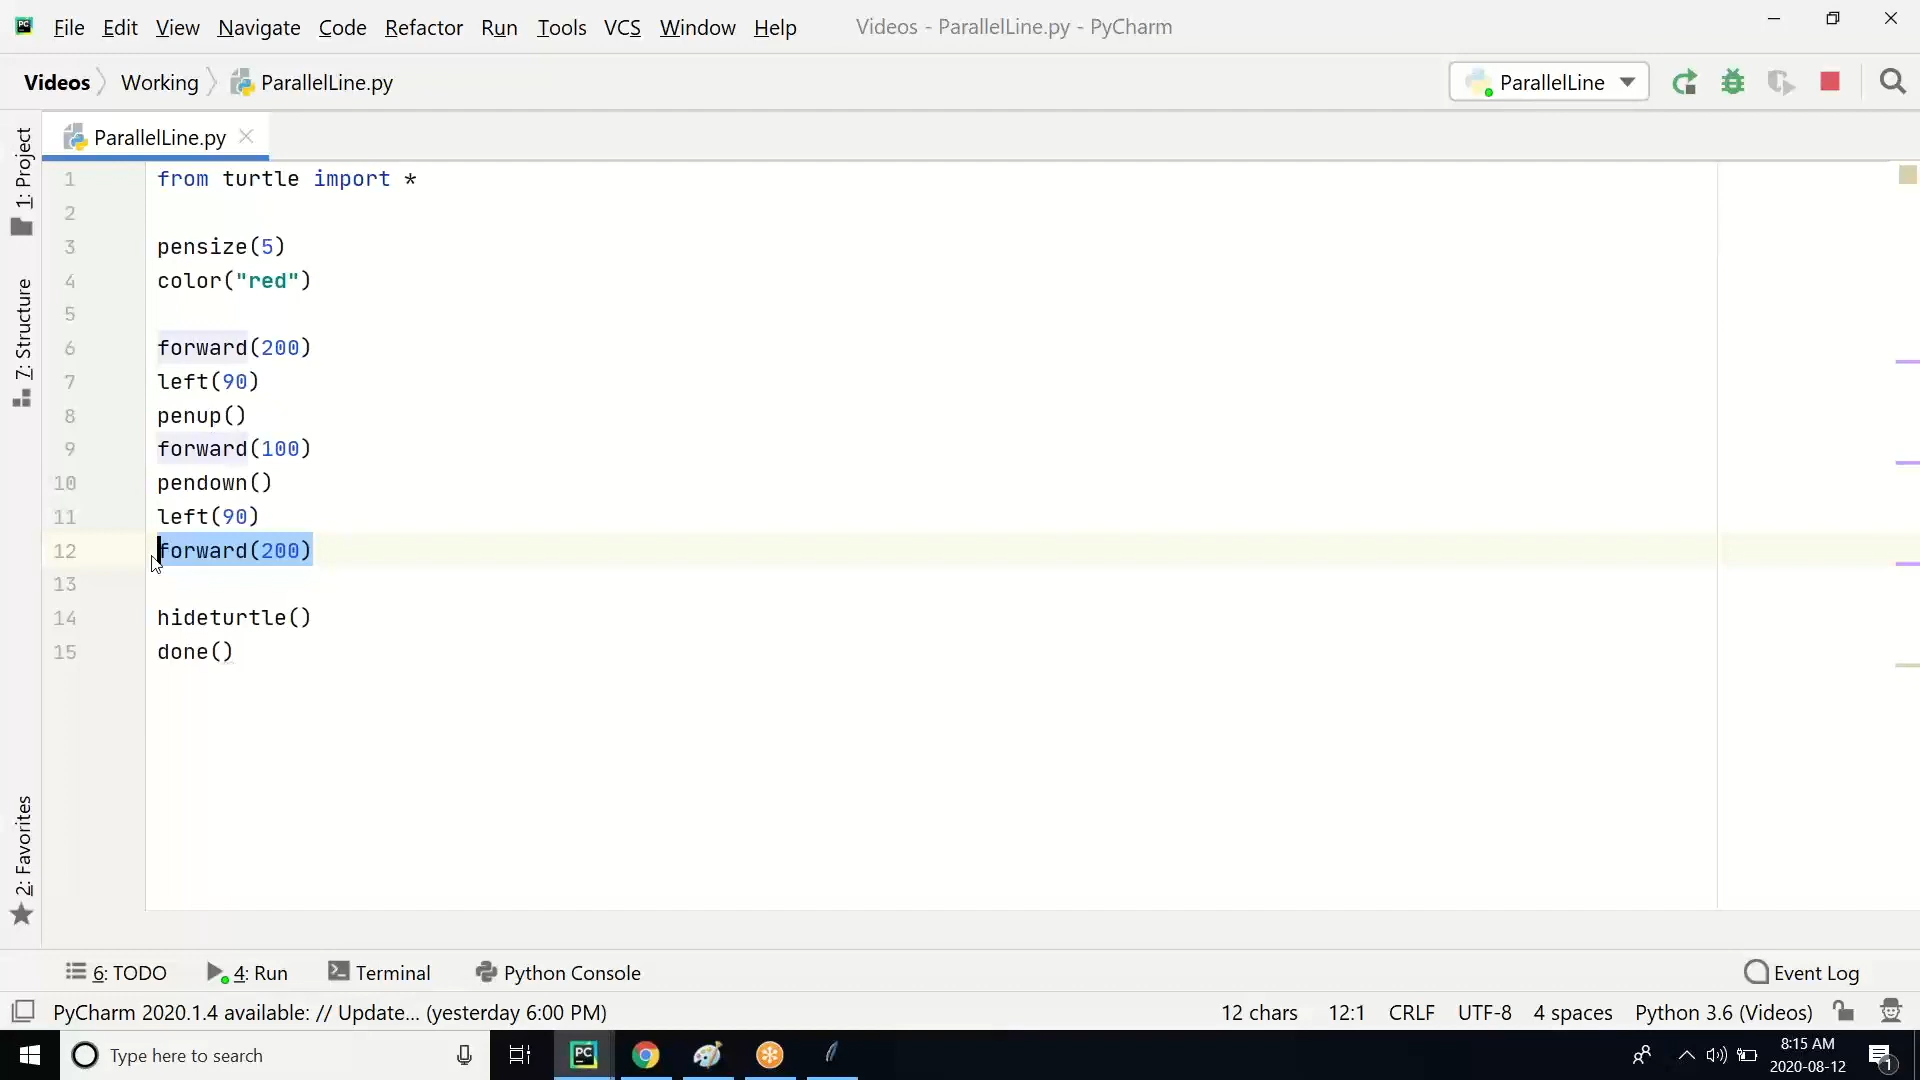 PC File Edit View Navigate Code Refactor Run Tools VCS Window Help Videos - ParallelLine.py - PyCharm
Videos Working ParallelLine.py ParallelLine
ParallelLine.py
1: Project
7: Structure
2: Favorites
1 from turtle import *
2
3 pensize(5)
4 color("red")
5
6 forward(200)
7 left(90)
8 penup()
9 forward(100)
10 pendown()
11 left(90)
12 forward(200)
13
14 hideturtle()
15 done()
6: TODO 4: Run Terminal Python Console Event Log
PyCharm 2020.1.4 available: // Update... (yesterday 6:00 PM) 12 chars 12:1 CRLF UTF-8 4 spaces Python 3.6 (Videos)
Type here to search PC 8:15 AM
2020-08-12 1